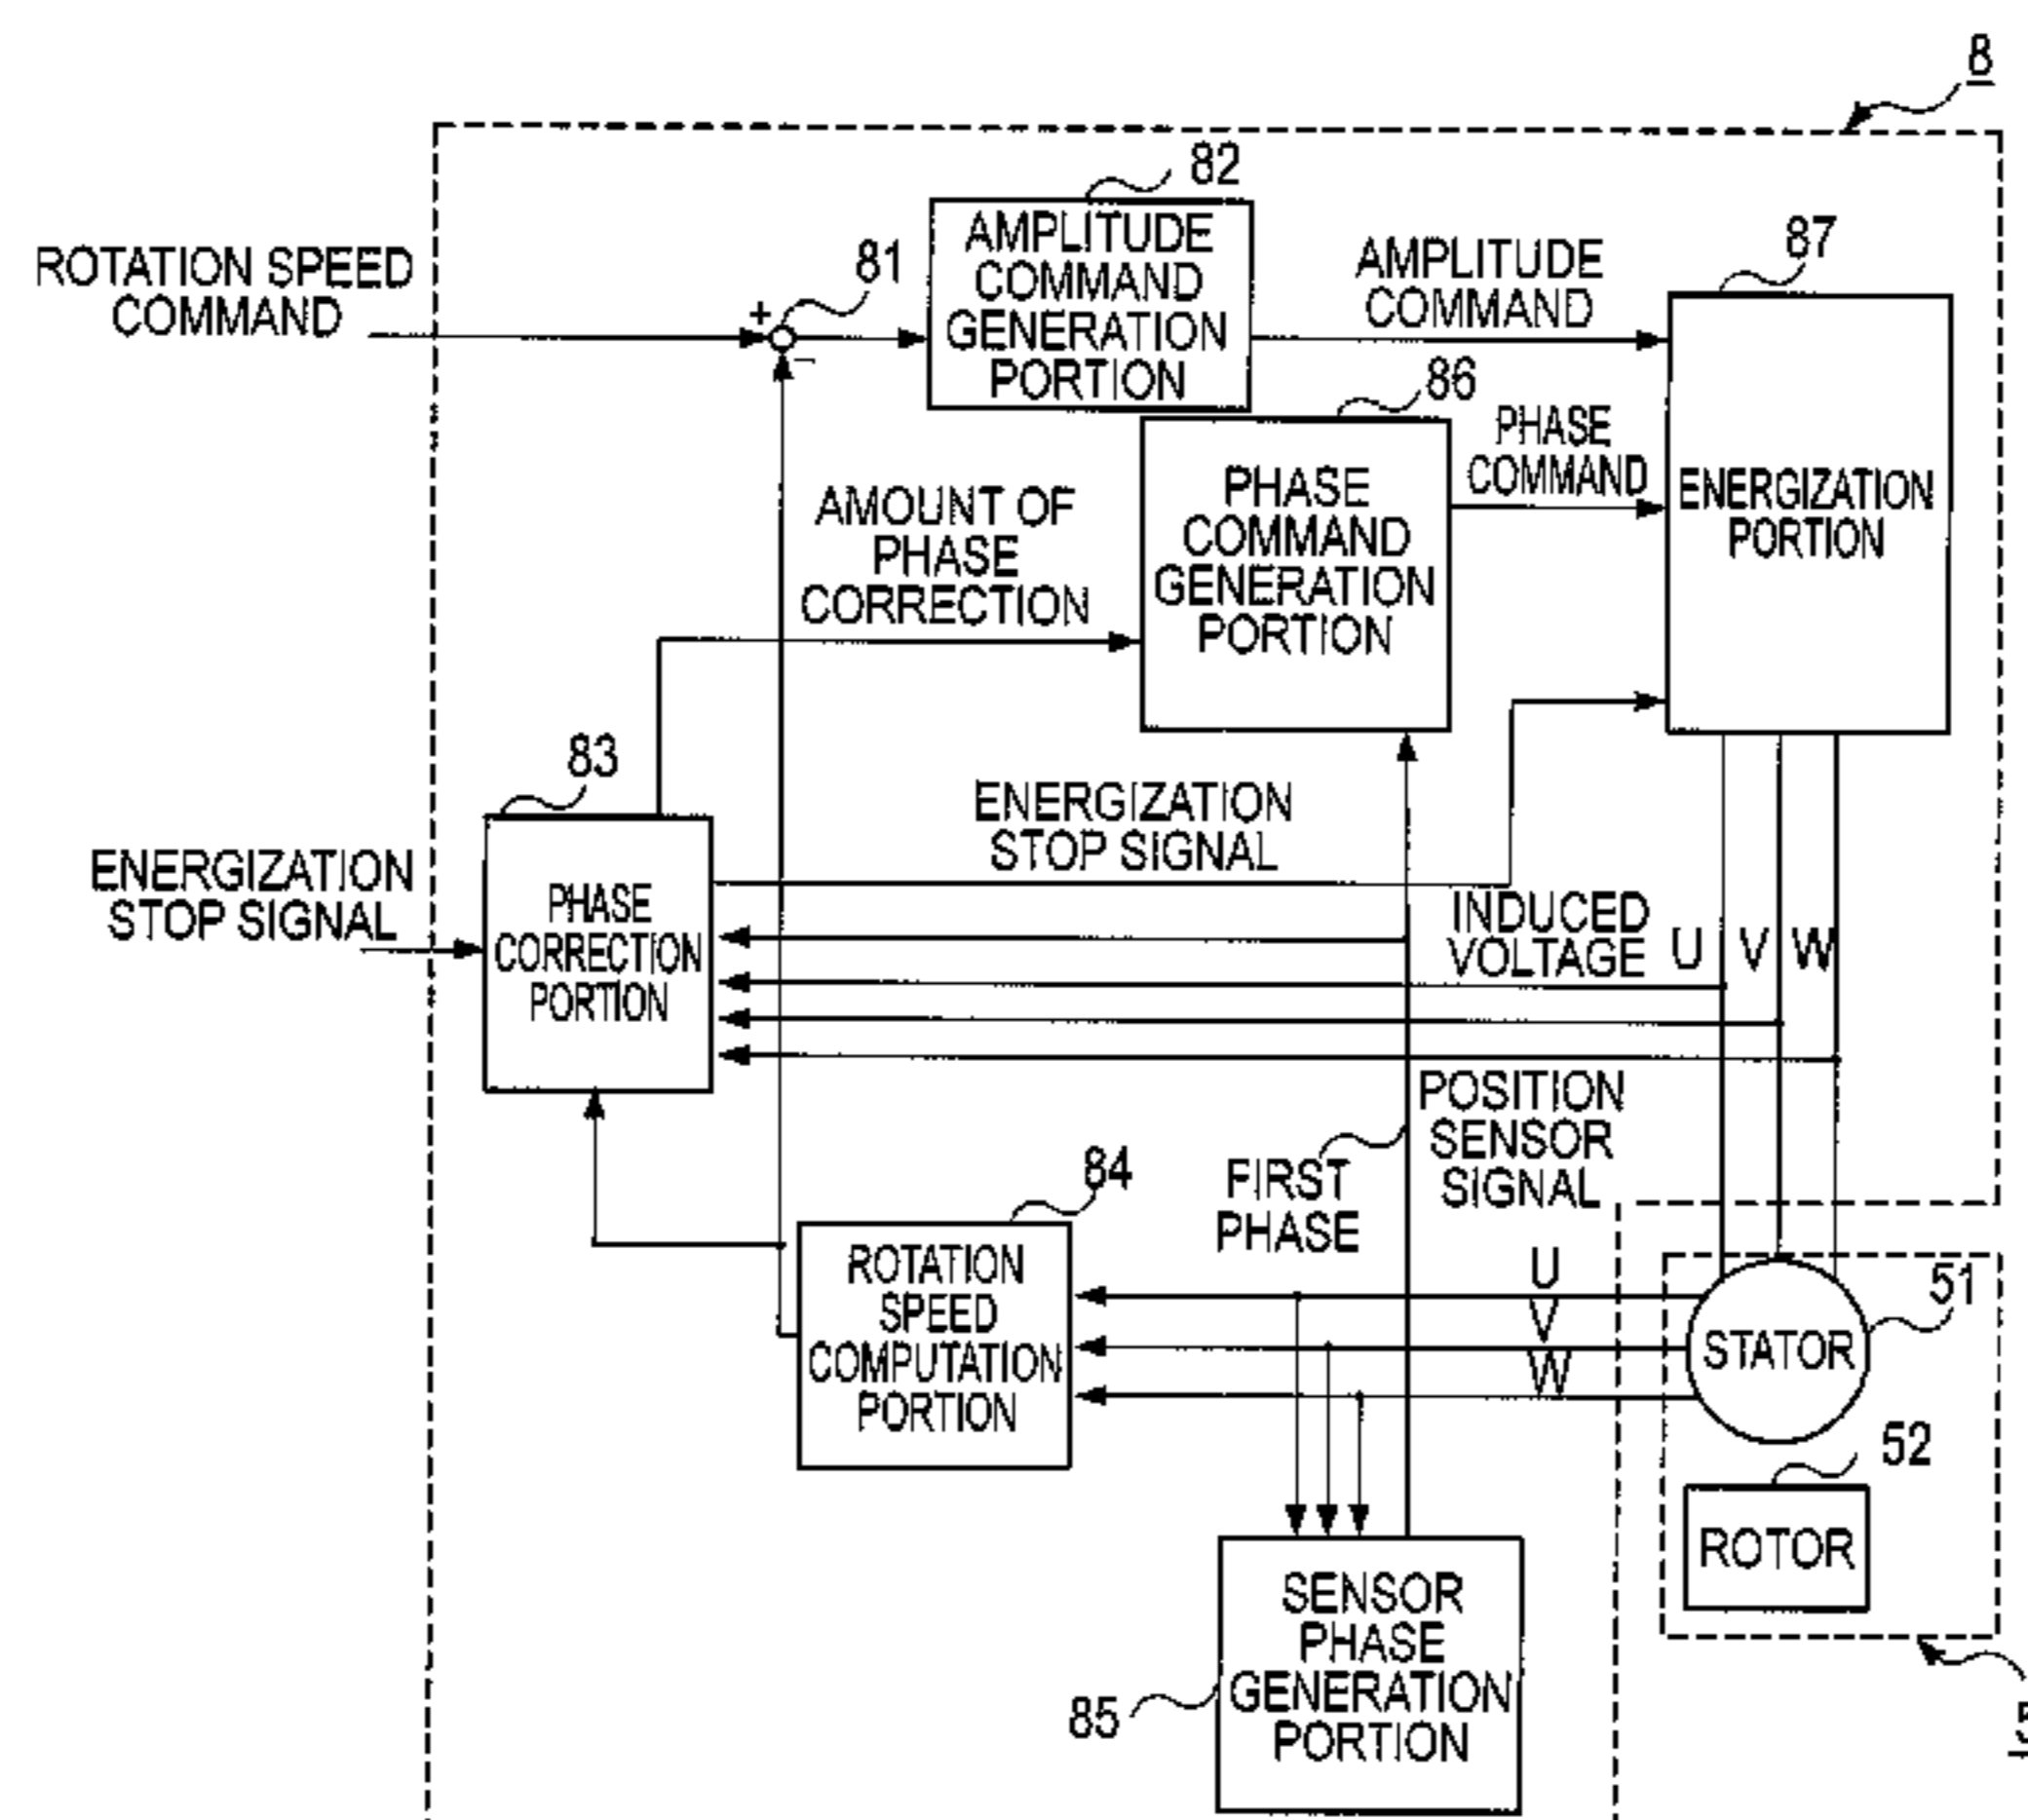 8
82
AMPLITUDE
COMMAND
GENERATION
PORTION
87
81
AMPLITUDE
COMMAND
ROTATION SPEED
COMMAND
+
-
86
PHASE
COMMAND
PHASE
COMMAND
GENERATION
PORTION
ENERGIZATION
PORTION
AMOUNT OF
PHASE
CORRECTION
83
ENERGIZATION
STOP SIGNAL
ENERGIZATION
STOP SIGNAL
PHASE
CORRECTION
PORTION
INDUCED
VOLTAGE
U V W
POSITION
SENSOR
SIGNAL
FIRST
PHASE
84
ROTATION
SPEED
COMPUTATION
PORTION
U
V
W
51
STATOR
52
ROTOR
SENSOR
PHASE
GENERATION
PORTION
85
5